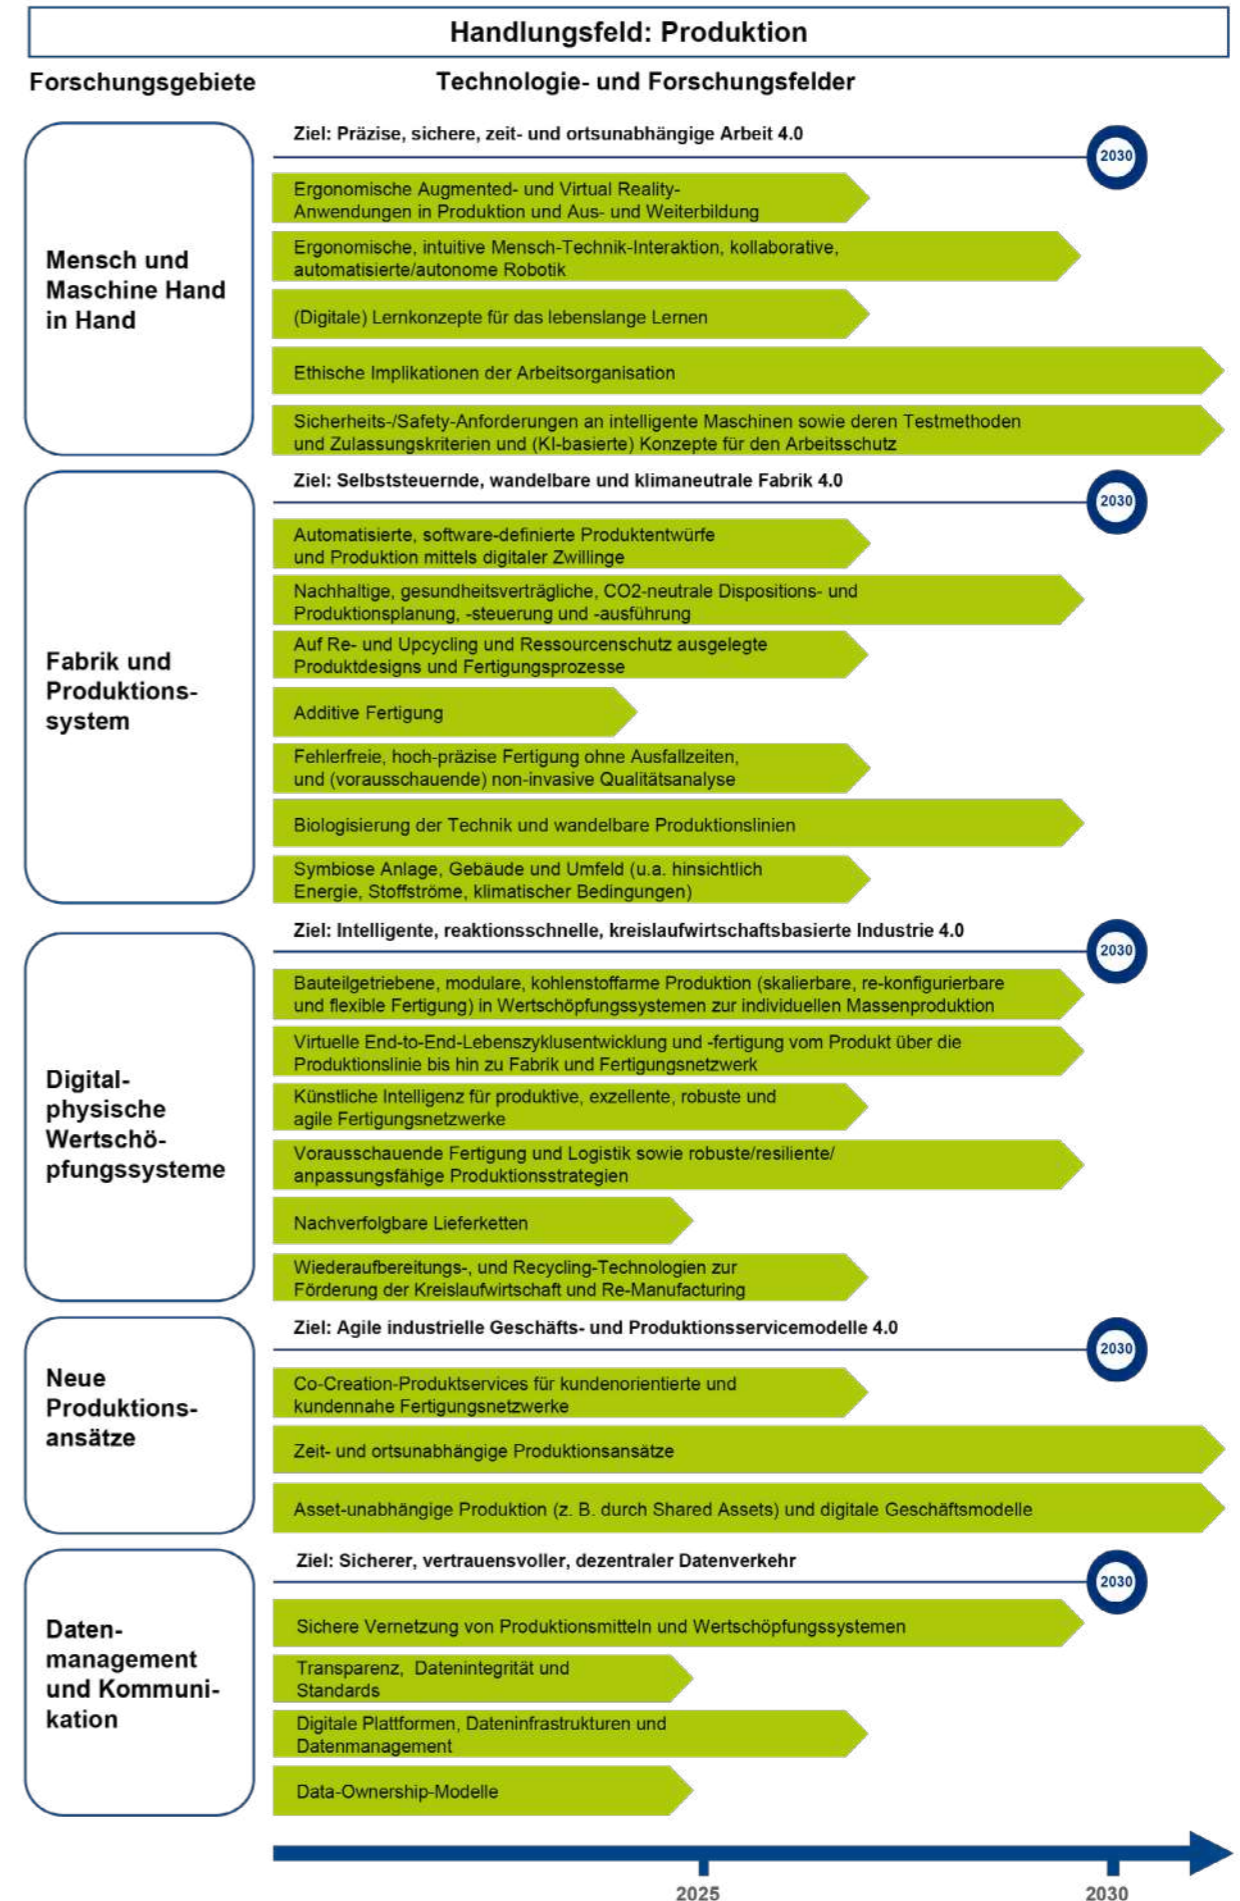 Handlungsfeld: Produktion
Forschungsgebiete
Technologie- und Forschungsfelder
Mensch und
Maschine Hand
in Hand
Ziel: Präzise, sichere, zeit- und ortsunabhängige Arbeit 4.0
2030
Ergonomische Augmented- und Virtual Reality-
Anwendungen in Produktion und Aus- und Weiterbildung
Ergonomische, intuitive Mensch-Technik-Interaktion, kollaborative,
automatisierte/autonome Robotik
(Digitale) Lernkonzepte für das lebenslange Lernen
Ethische Implikationen der Arbeitsorganisation
Sicherheits-/Safety-Anforderungen an intelligente Maschinen sowie deren Testmethoden
und Zulassungskriterien und (KI-basierte) Konzepte für den Arbeitsschutz
Fabrik und
Produktions-
system
Ziel: Selbststeuernde, wandelbare und klimaneutrale Fabrik 4.0
2030
Automatisierte, software-definierte Produktentwürfe
und Produktion mittels digitaler Zwillinge
Nachhaltige, gesundheitsverträgliche, CO2-neutrale Dispositions- und
Produktionsplanung, -steuerung und -ausführung
Auf Re- und Upcycling und Ressourcenschutz ausgelegte
Produktdesigns und Fertigungsprozesse
Additive Fertigung
Fehlerfreie, hoch-präzise Fertigung ohne Ausfallzeiten,
und (vorausschauende) non-invasive Qualitätsanalyse
Biologisierung der Technik und wandelbare Produktionslinien
Symbiose Anlage, Gebäude und Umfeld (u.a. hinsichtlich
Energie, Stoffströme, klimatischer Bedingungen)
Digital-
physische
Wertschö-
pfungssysteme
Ziel: Intelligente, reaktionsschnelle, kreislaufwirtschaftsbasierte Industrie 4.0
2030
Bauteilgetriebene, modulare, kohlenstoffarme Produktion (skalierbare, re-konfigurierbare
und flexible Fertigung) in Wertschöpfungssystemen zur individuellen Massenproduktion
Virtuelle End-to-End-Lebenszyklusentwicklung und -fertigung vom Produkt über die
Produktionslinie bis hin zu Fabrik und Fertigungsnetzwerk
Künstliche Intelligenz für produktive, exzellente, robuste und
agile Fertigungsnetzwerke
Vorausschauende Fertigung und Logistik sowie robuste/resiliente/
anpassungsfähige Produktionsstrategien
Nachverfolgbare Lieferketten
Wiederaufbereitungs-, und Recycling-Technologien zur
Förderung der Kreislaufwirtschaft und Re-Manufacturing
Neue
Produktions-
ansätze
Ziel: Agile industrielle Geschäfts- und Produktionsservicemodelle 4.0
2030
Co-Creation-Produktservices für kundenorientierte und
kundennahe Fertigungsnetzwerke
Zeit- und ortsunabhängige Produktionsansätze
Asset-unabhängige Produktion (z. B. durch Shared Assets) und digitale Geschäftsmodelle
Daten-
management
und Kommuni-
kation
Ziel: Sicherer, vertrauensvoller, dezentraler Datenverkehr
2030
Sichere Vernetzung von Produktionsmitteln und Wertschöpfungssystemen
Transparenz, Datenintegrität und
Standards
Digitale Plattformen, Dateninfrastrukturen und
Datenmanagement
Data-Ownership-Modelle
2025
2030